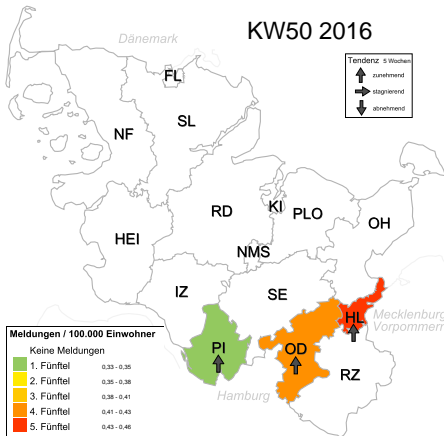 KW50 2016
Dänemark
Tendenz 5 Wochen
zunehmend
stagnierend
abnehmend
FL
SL
NF
RD
KI
PLO
OH
HEI
NMS
IZ
SE
HL
Mecklenburg
Vorpommern
PI
OD
RZ
Hamburg
Meldungen / 100.000 Einwohner
Keine Meldungen
1. Fünftel 0,33 - 0,35
2. Fünftel 0,35 - 0,38
3. Fünftel 0,38 - 0,41
4. Fünftel 0,41 - 0,43
5. Fünftel 0,43 - 0,46